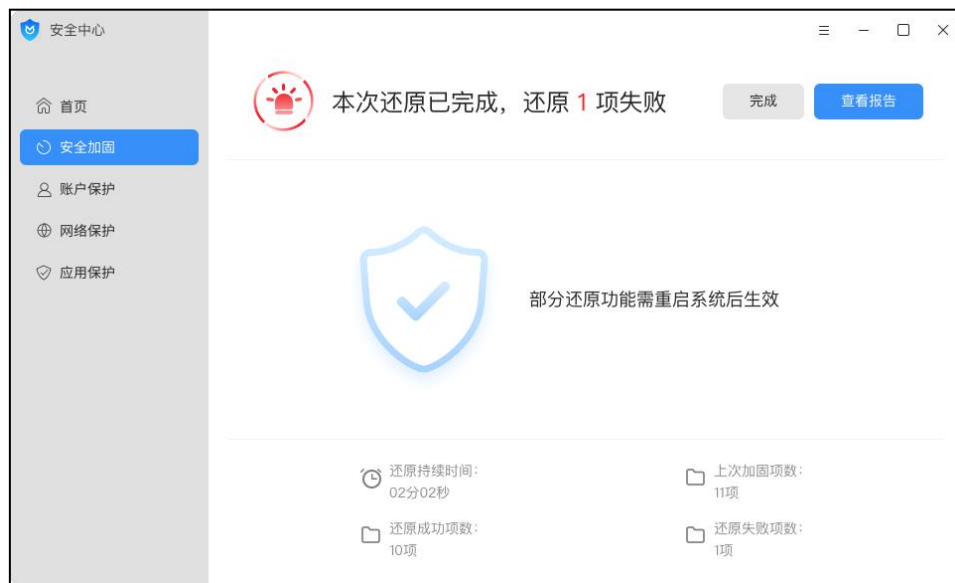 安全中心
首页
安全加固
账户保护
网络保护
应用保护
本次还原已完成，还原 1 项失败
完成
查看报告
部分还原功能需重启系统后生效
还原持续时间：
02分02秒
上次加固项数：
11项
还原成功项数：
10项
还原失败项数：
1项